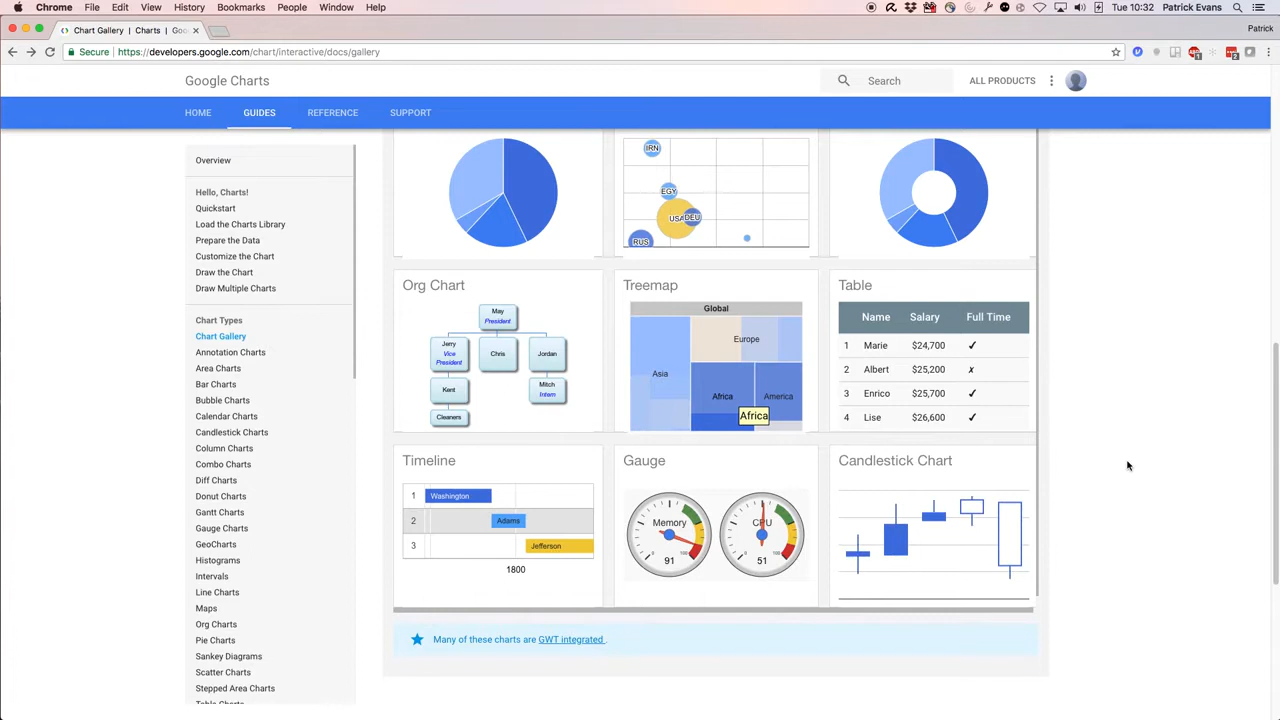 Chrome File Edit View History Bookmarks People Window Help Tue 10:32 Patrick Evans
Chart Gallery | Charts | Goo Patrick
Secure https://developers.google.com/chart/interactive/docs/gallery
Google Charts Search ALL PRODUCTS
HOME GUIDES REFERENCE SUPPORT
Overview
Hello, Charts!
Quickstart
Load the Charts Library
Prepare the Data
Customize the Chart
Draw the Chart
Draw Multiple Charts
Chart Types
Chart Gallery
Annotation Charts
Area Charts
Bar Charts
Bubble Charts
Calendar Charts
Candlestick Charts
Column Charts
Combo Charts
Diff Charts
Donut Charts
Gantt Charts
Gauge Charts
GeoCharts
Histograms
Intervals
Line Charts
Maps
Org Charts
Pie Charts
Sankey Diagrams
Scatter Charts
Stepped Area Charts
IRN
EGY
USA DEU
RUS
Org Chart
May
President
Jerry
Vice
President
Chris
Jordan
Kent
Mitch
Intern
Cleaners
Treemap
Global
Europe
Asia
Africa America
Africa
Table
Name Salary Full Time
1 Marie $24,700 ✓
2 Albert $25,200 ✗
3 Enrico $25,700 ✓
4 Lise $26,600 ✓
Timeline
1 Washington
2 Adams
3 Jefferson
1800
Gauge
Memory
0 100
91
CPU
0 100
51
Candlestick Chart
Many of these charts are GWT integrated .